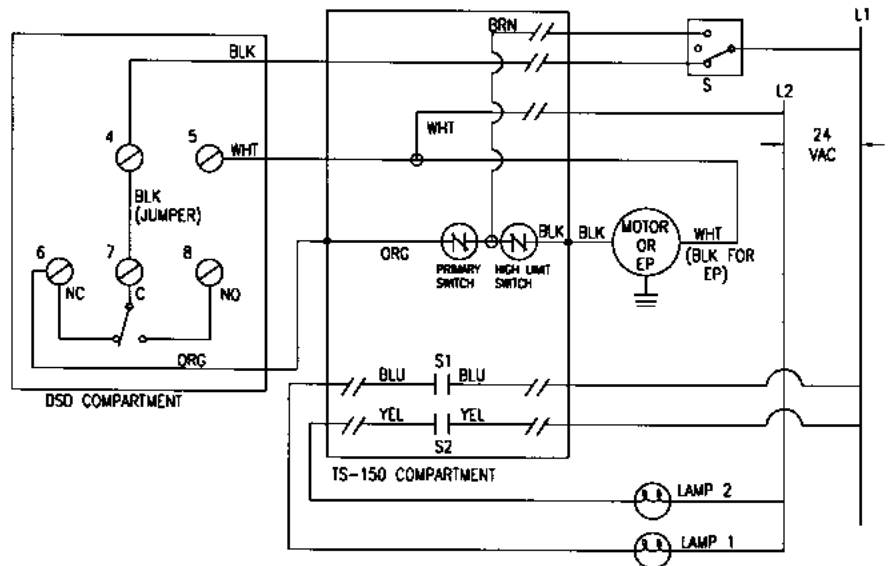 BRN
L1
BLK
S
L2
4
5
WHT
WHT
24
VAC
BLK
(JUMPER)
6
7
8
NC
C
NO
ORG
ORG
PRIMARY
SWITCH
HIGH LIMIT
SWITCH
BLK
BLK
MOTOR
OR
EP
WHT
(BLK FOR
EP)
S1
BLU
BLU
DSD COMPARTMENT
YEL
YEL
S2
TS-150 COMPARTMENT
LAMP 2
LAMP 1